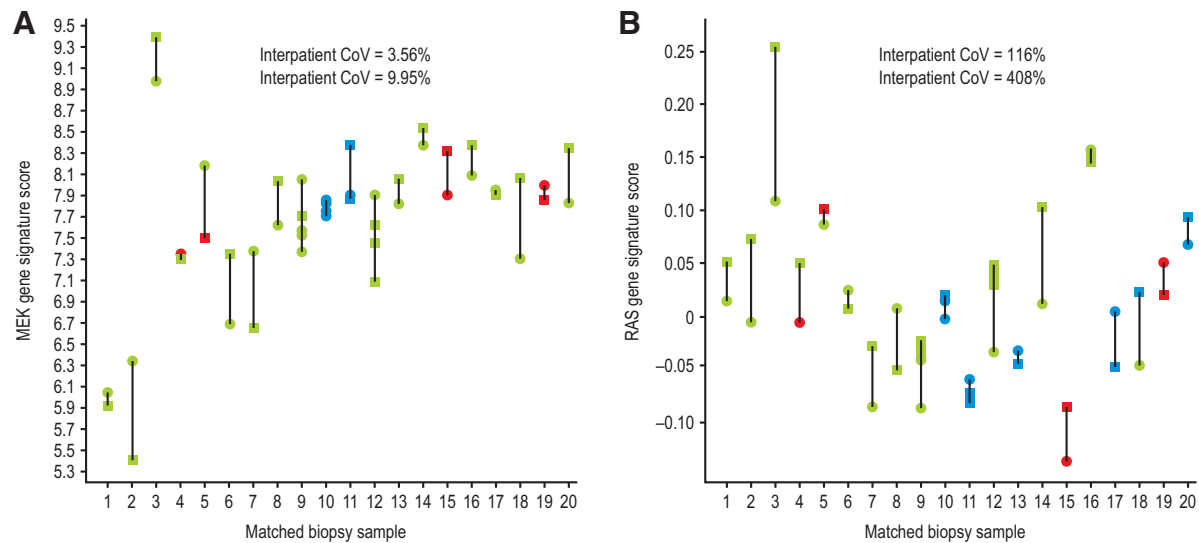 A
MEK gene signature score
9.5
9.3
9.1
8.9
8.7
8.5
8.3
8.1
7.9
7.7
7.5
7.3
7.1
6.9
6.7
6.5
6.3
6.1
5.9
5.7
5.5
5.3
Interpatient CoV = 3.56%
Interpatient CoV = 9.95%
1 2 3 4 5 6 7 8 9 10 11 12 13 14 15 16 17 18 19 20
Matched biopsy sample
B
RAS gene signature score
0.25
0.20
0.15
0.10
0.05
0
−0.05
−0.10
Interpatient CoV = 116%
Interpatient CoV = 408%
1 2 3 4 5 6 7 8 9 10 11 12 13 14 15 16 17 18 19 20
Matched biopsy sample